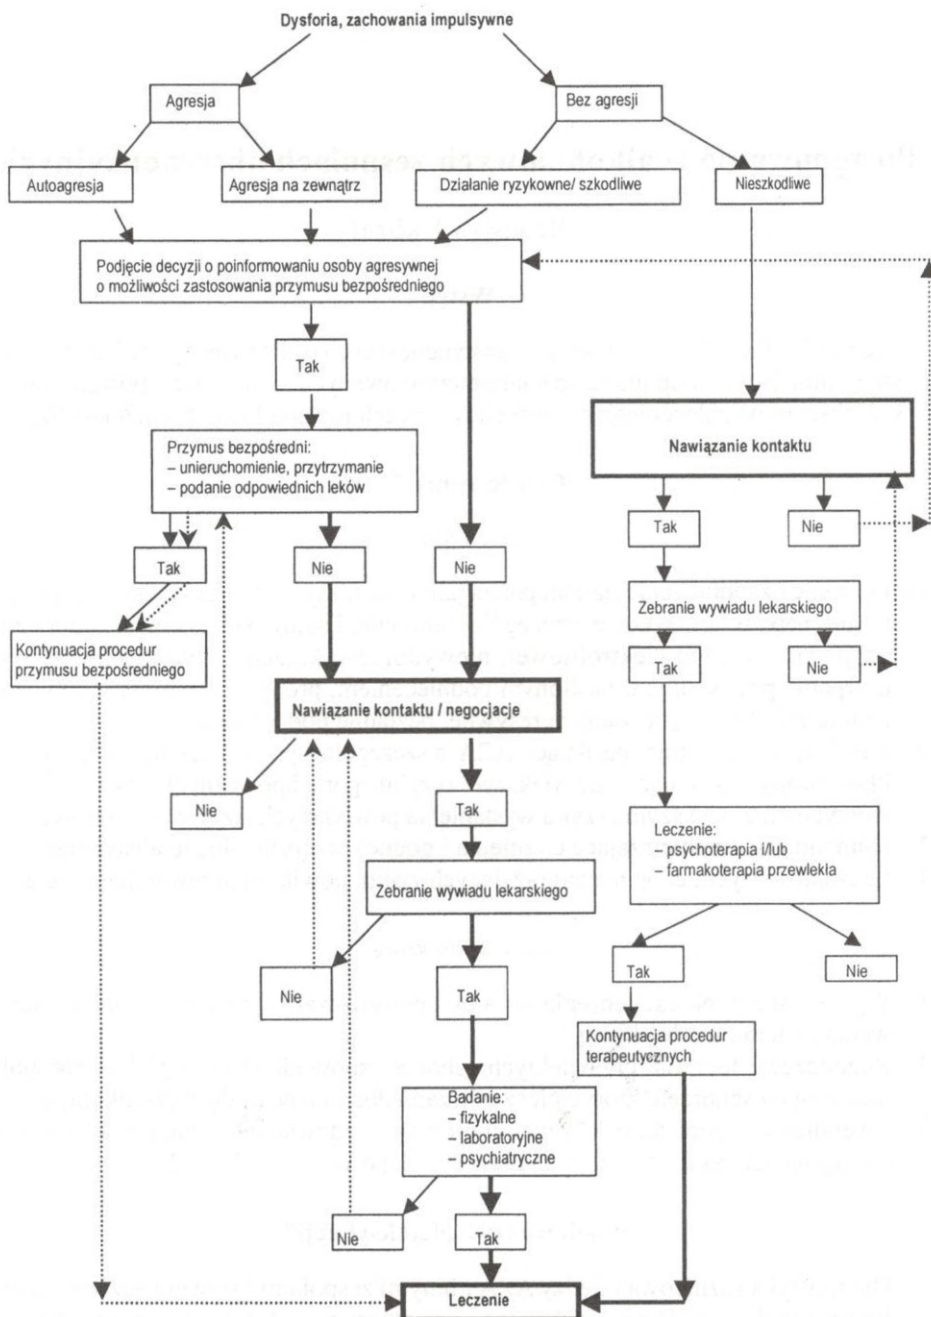 Dysforia, zachowania impulsywne
Agresja
Bez agresji
Autoagresja
Agresja na zewnątrz
Działanie ryzykowne/ szkodliwe
Nieszkodliwe
Podjęcie decyzji o poinformowaniu osoby agresywnej
o możliwości zastosowania przymusu bezpośredniego
Tak
Nawiązanie kontaktu
Przymus bezpośredni:
– unieruchomienie, przytrzymanie
– podanie odpowiednich leków
Tak
Nie
Tak
Nie
Nie
Zebranie wywiadu lekarskiego
Kontynuacja procedur
przymusu bezpośredniego
Tak
Nie
Nawiązanie kontaktu / negocjacje
Nie
Tak
Leczenie:
– psychoterapia i/lub
– farmakoterapia przewlekła
Zebranie wywiadu lekarskiego
Tak
Nie
Nie
Tak
Kontynuacja procedur
terapeutycznych
Badanie:
– fizykalne
– laboratoryjne
– psychiatryczne
Nie
Tak
Leczenie